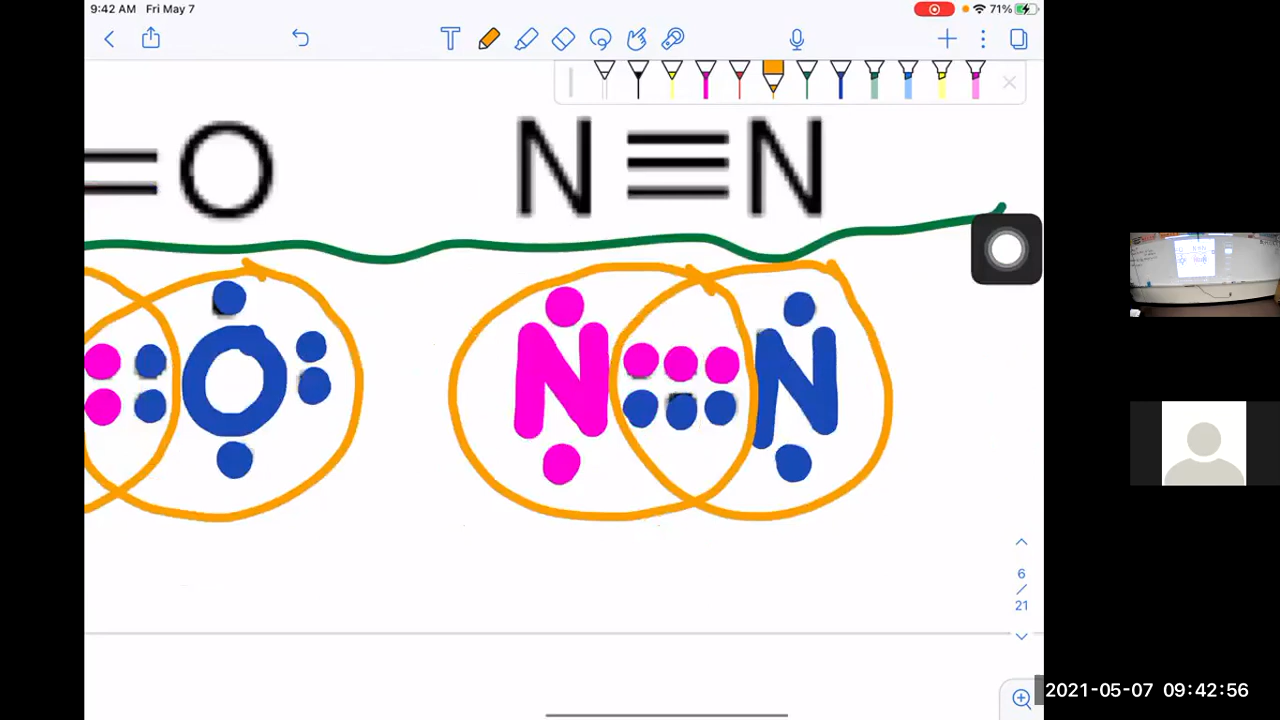 9:42 AM Fri May 7
71%
T
=O
N≡N
O
N N
6
/
21
2021-05-07 09:42:56